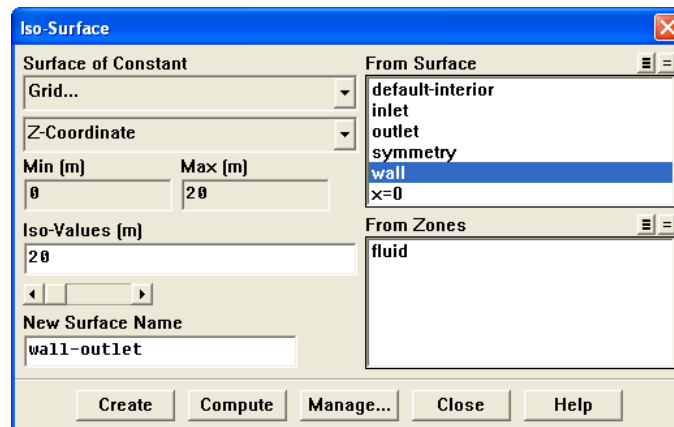 Iso-Surface
Surface of Constant
Grid...
Z-Coordinate
Min (m)
Max (m)
0
20
Iso-Values (m)
20
New Surface Name
wall-outlet
From Surface
default-interior
inlet
outlet
symmetry
wall
x=0
From Zones
fluid
Create
Compute
Manage...
Close
Help